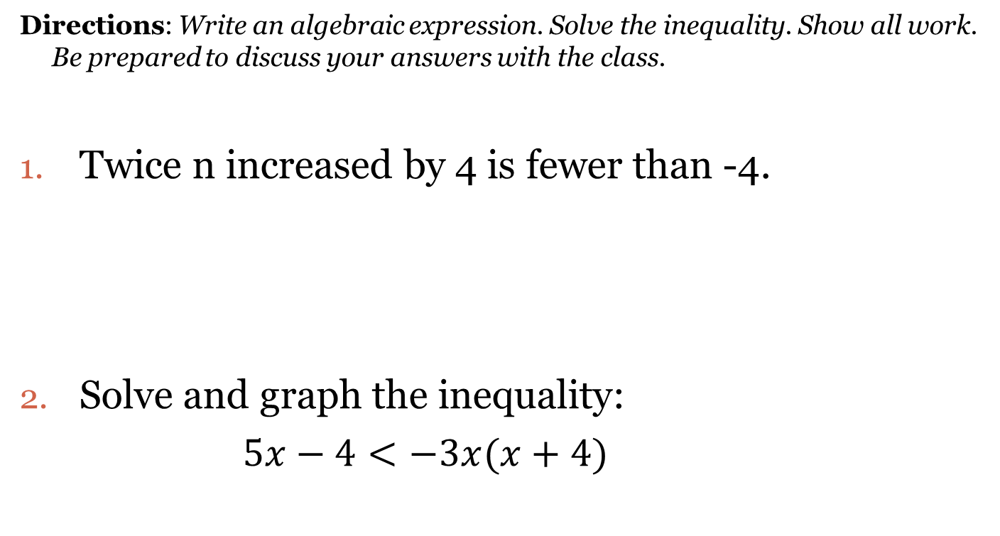 Directions: Write an algebraic expression. Solve the inequality. Show all work.
Be prepared to discuss your answers with the class.
1. Twice n increased by 4 is fewer than -4.
2. Solve and graph the inequality:
5x − 4 < −3x(x + 4)